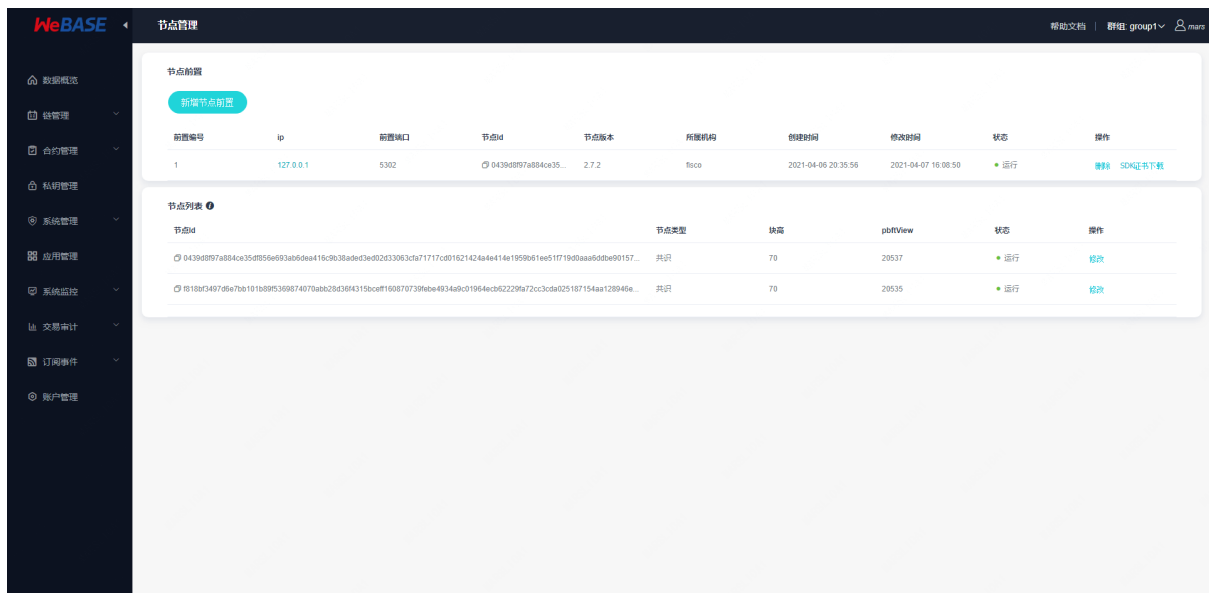 WeBASE
节点管理
帮助文档 | 群组: group1 mars
数据概览
链管理
合约管理
私钥管理
系统管理
应用管理
系统监控
交易审计
订阅事件
账户管理
节点前置
新增节点前置
前置编号 ip 前置端口 节点Id 节点版本 所属机构 创建时间 修改时间 状态 操作
1 127.0.0.1 5302 0439d8f97a884ce35... 2.7.2 fisco 2021-04-06 20:35:56 2021-04-07 16:08:50 运行 删除 SDK证书下载
节点列表
节点Id 节点类型 块高 pbftView 状态 操作
0439d8f97a884ce35df856e693ab6dea416c9b38aded3ed02d33063cfa71717cd01621424a4e414e1959b61ee51f719d0aaa6ddbe90157... 共识 70 20537 运行 修改
f818bf3497d6e7bb101b89f5369874070abb28d36f4315bceff160870739febe4934a9c01964ecb62229fa72cc3cda025187154aa128946e... 共识 70 20535 运行 修改